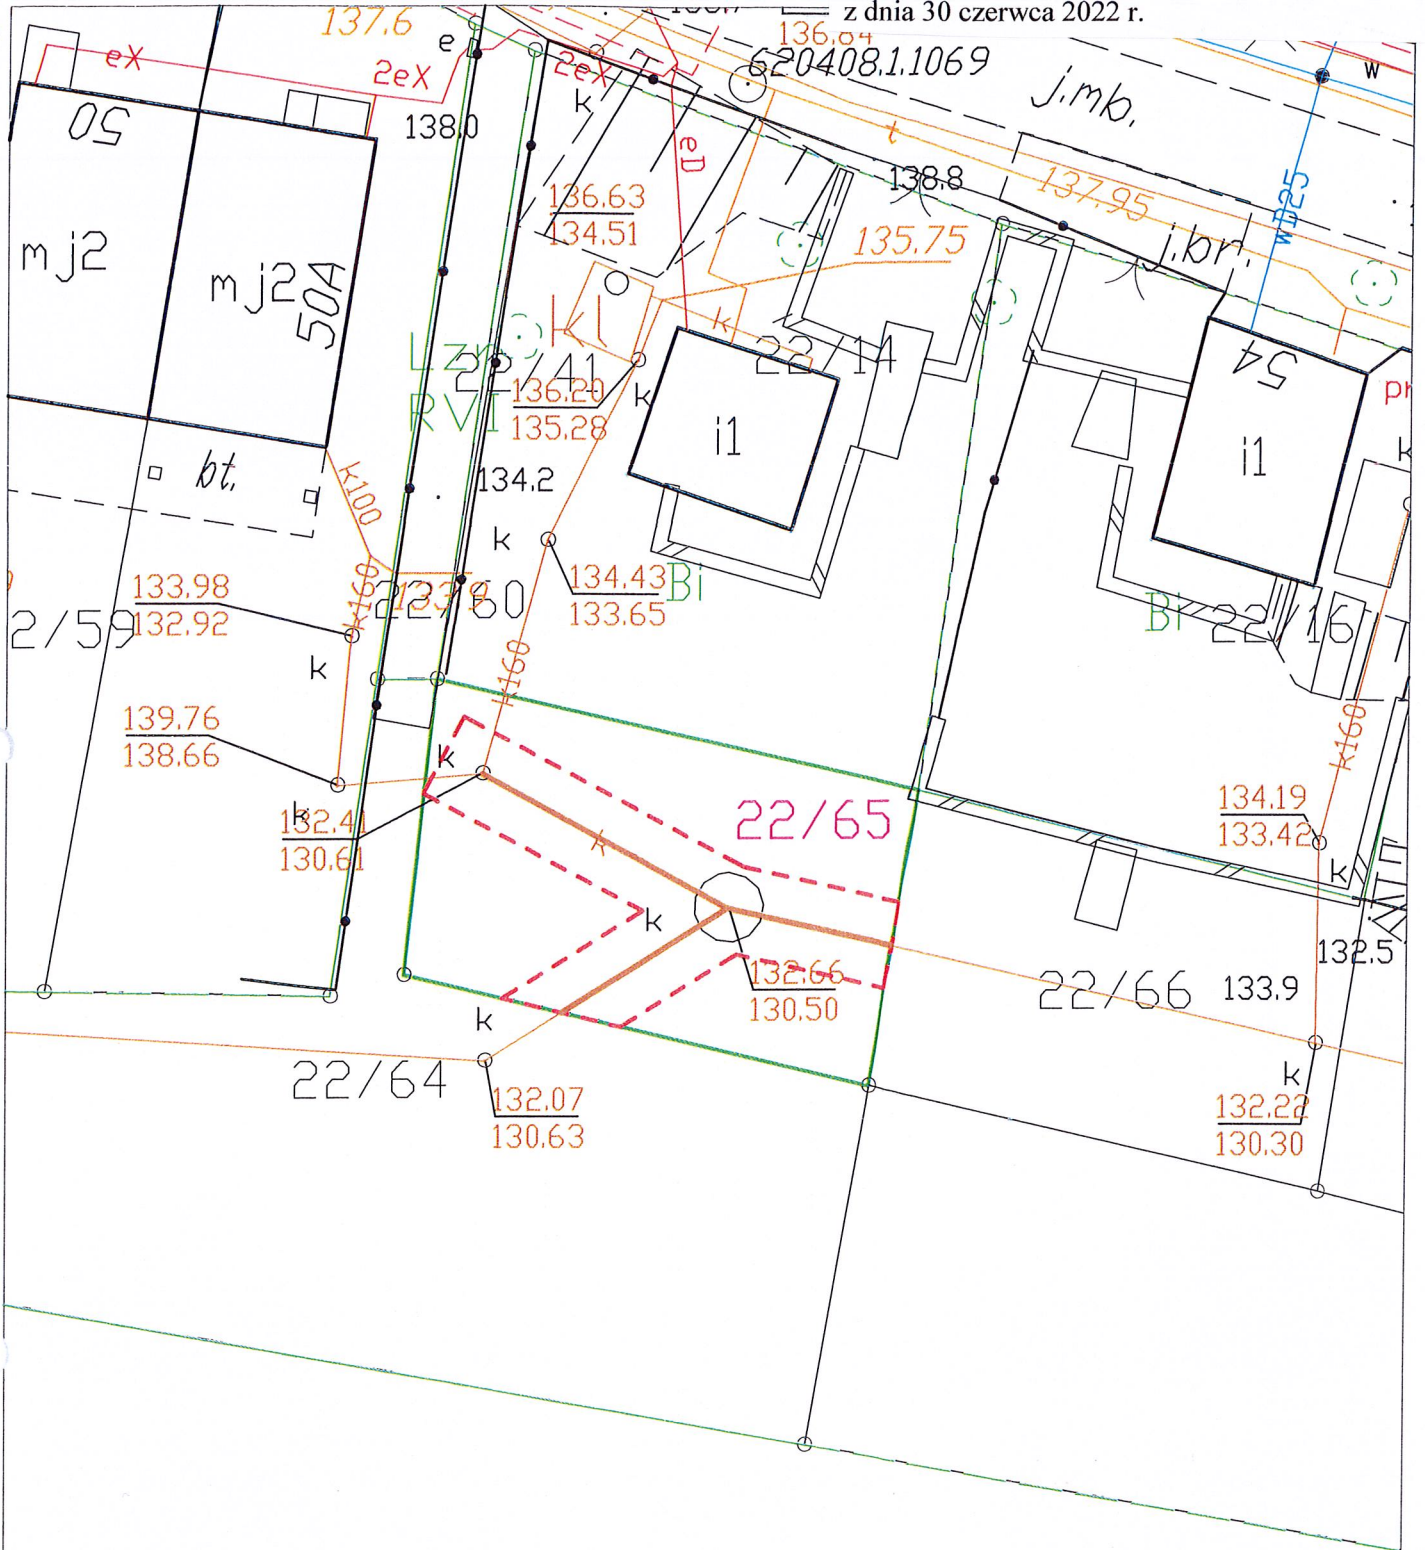 z dnia 30 czerwca 2022 r.
137.6
136.84
e
620408.1.1069
w
eX
2eX
2eX
j.mb.
k
50
138.0
t
eD
138.8
137.95
wD25
136.63
134.51
mj2
mj2
50A
135.75
j.br.
kl
k
Lzr
22/41
22/14
54
RVI
136.20
135.28
k
i1
i1
k
bt.
134.2
k100
k
134.43
133.65
Bi
133.98
132.92
k160
22/60
133.9
Bi
22/16
2/59
k
k160
139.76
138.66
k160
k
k
132.41
130.61
k
22/65
134.19
133.42
k
k
132.5
132.66
130.50
22/66
133.9
k
22/64
132.07
130.63
k
132.22
130.30